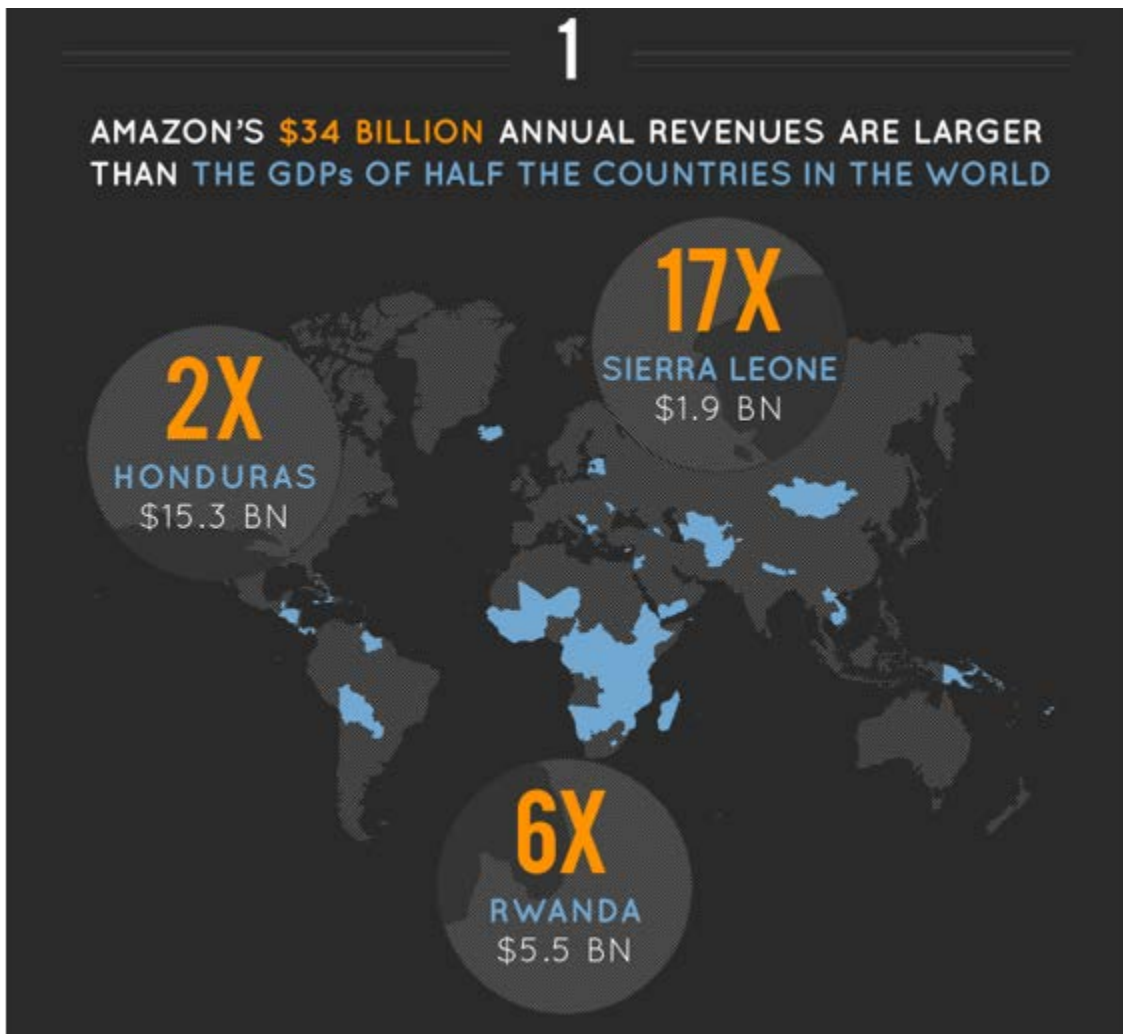 1
AMAZON'S $34 BILLION ANNUAL REVENUES ARE LARGER
THAN THE GDPs OF HALF THE COUNTRIES IN THE WORLD
17X
SIERRA LEONE
$1.9 BN
2X
HONDURAS
$15.3 BN
6X
RWANDA
$5.5 BN